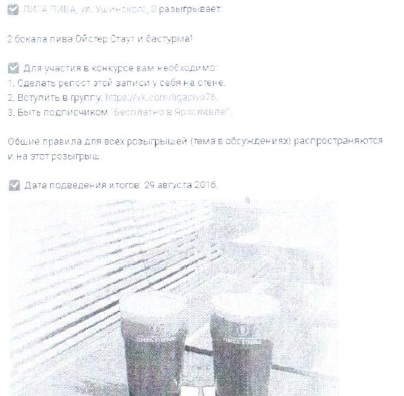 ЛИГА ПИВА, ул. Ушинского, 8 разыгрывает:
2 бокала пива Ойстер Стаут и бастурма!
Для участия в конкурсе вам необходимо:
1. Сделать репост этой записи у себя на стене.
2. Вступить в группу: https://vk.com/ligapiva76.
3. Быть подписчиком "Бесплатно в Ярославле!".
Общие правила для всех розыгрышей (тема в обсуждениях) распространяются
и на этот розыгрыш.
Дата подведения итогов: 29 августа 2016.